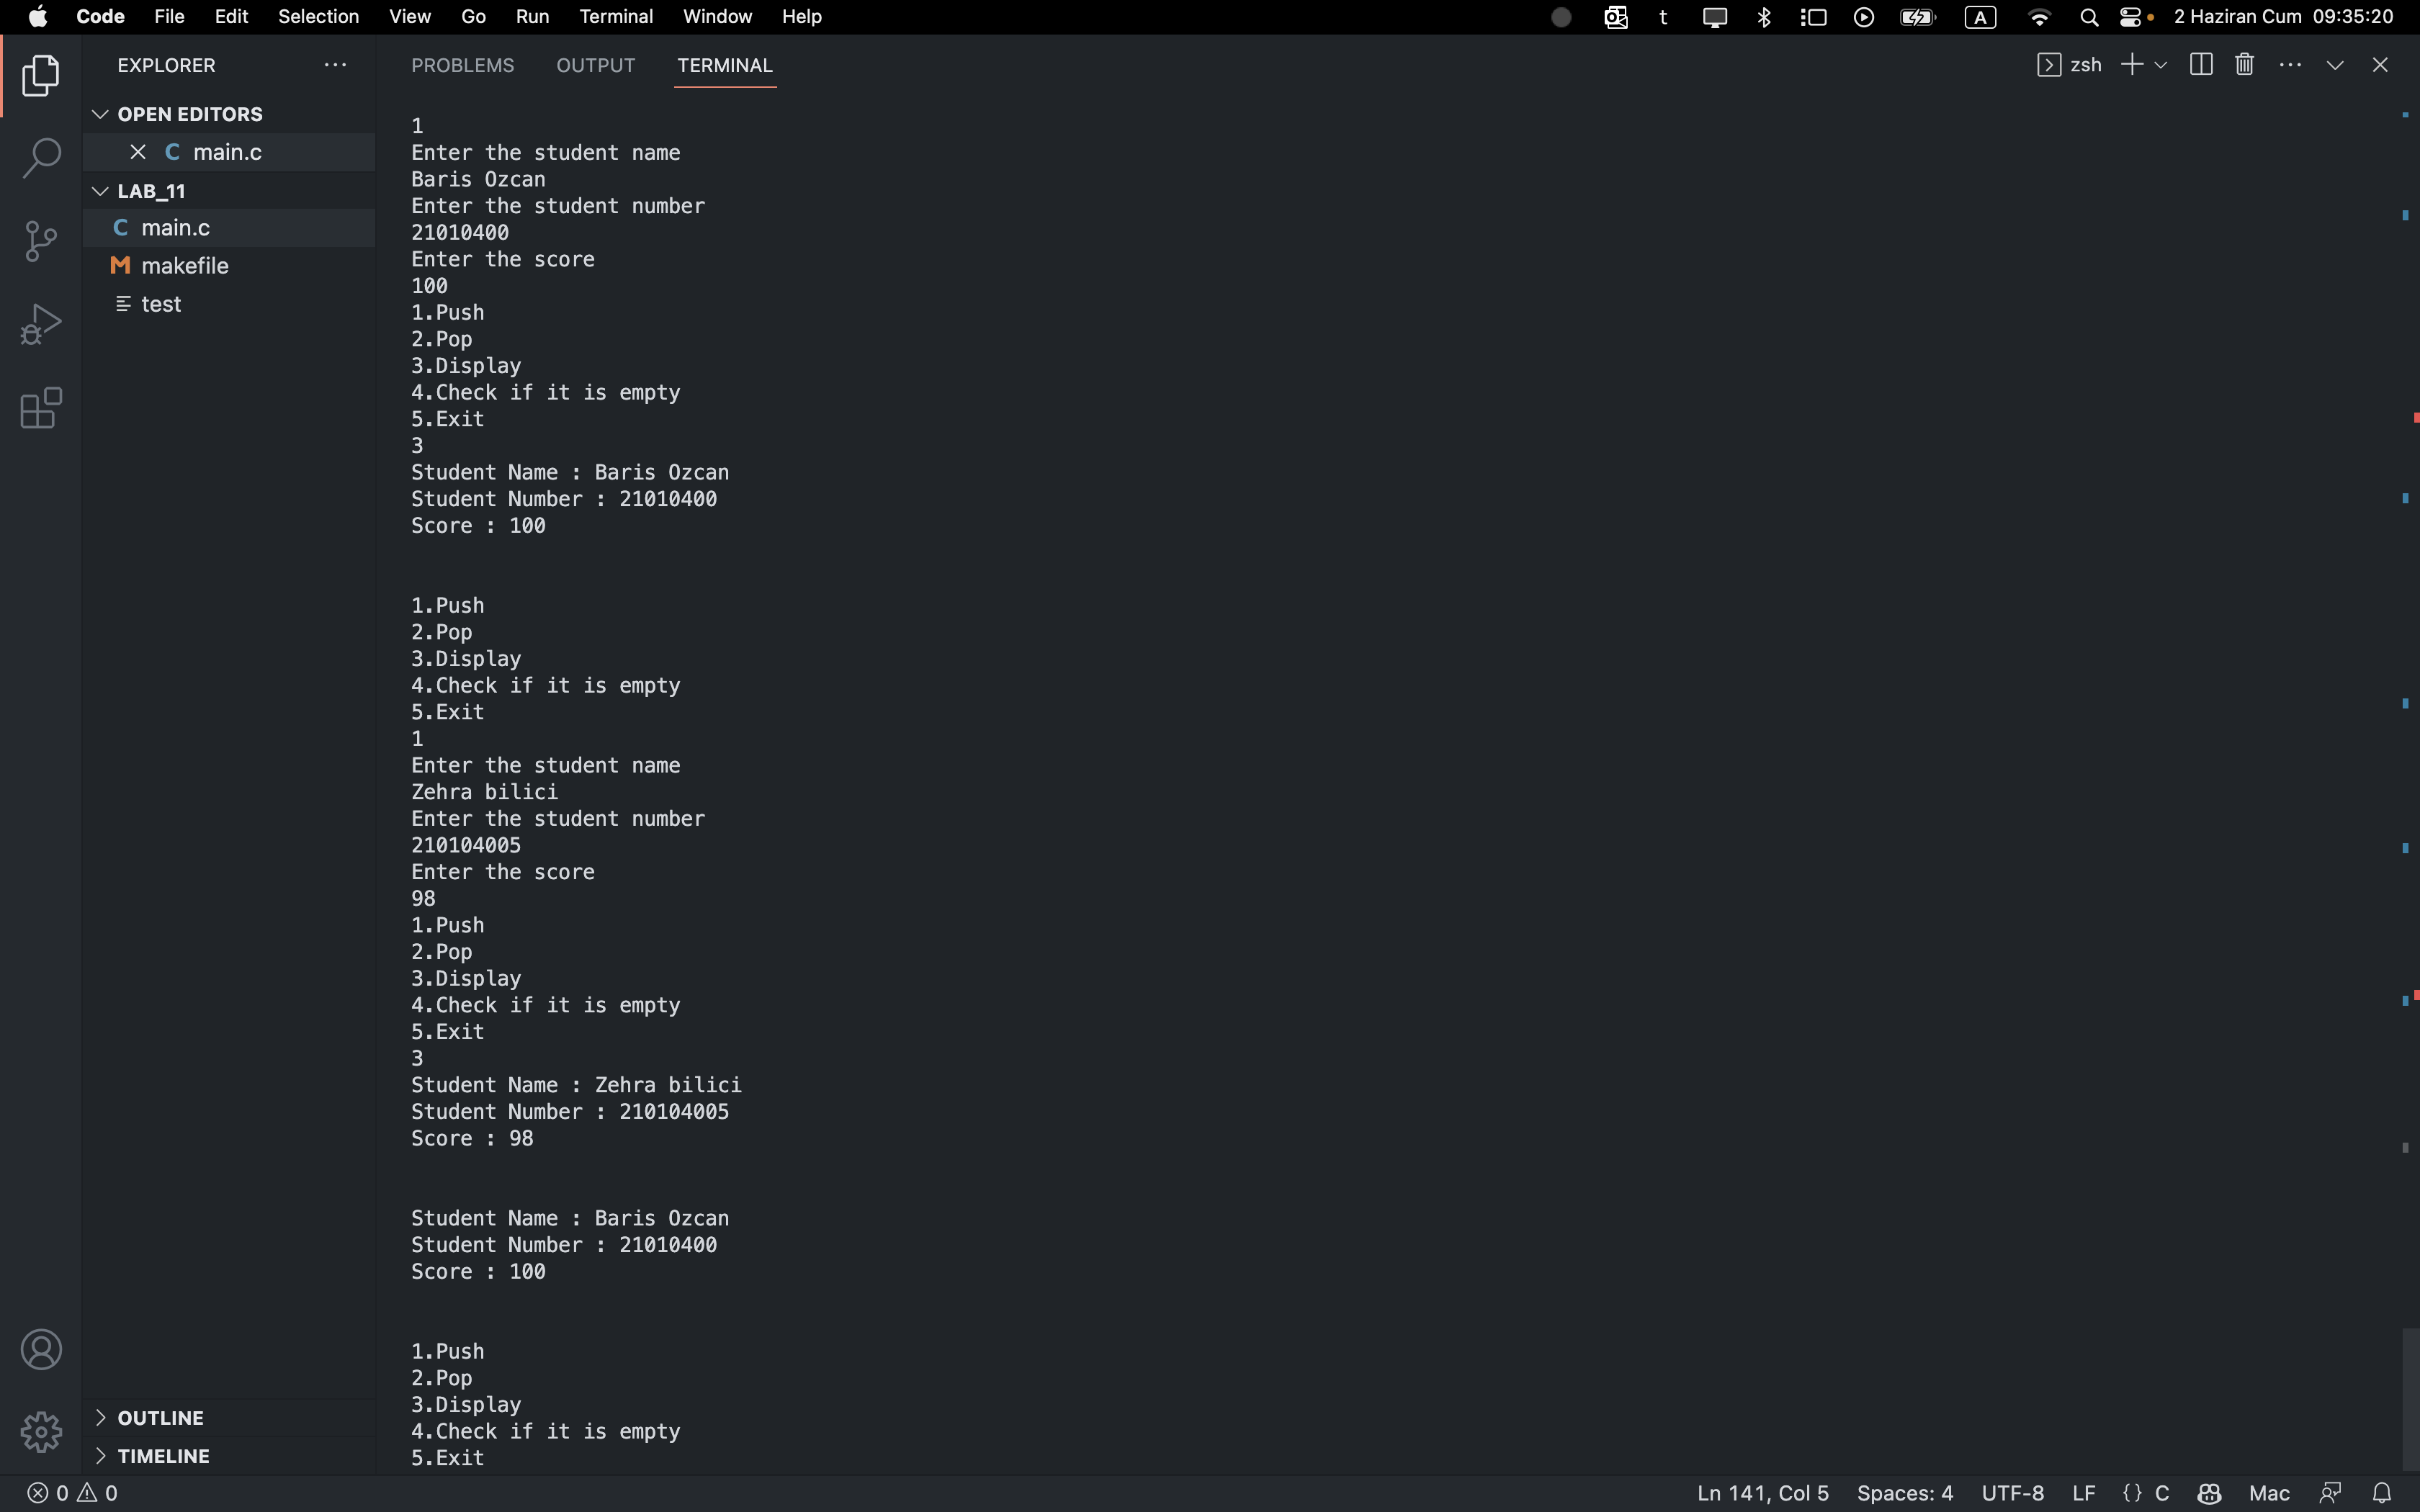 Code File Edit Selection View Go Run Terminal Window Help t A 2 Haziran Cum 09:35:20
EXPLORER ...
OPEN EDITORS
C main.c
LAB_11
C main.c
M makefile
test
OUTLINE
TIMELINE
PROBLEMS OUTPUT TERMINAL zsh
1
Enter the student name
Baris Ozcan
Enter the student number
21010400
Enter the score
100
1.Push
2.Pop
3.Display
4.Check if it is empty
5.Exit
3
Student Name : Baris Ozcan
Student Number : 21010400
Score : 100
1.Push
2.Pop
3.Display
4.Check if it is empty
5.Exit
1
Enter the student name
Zehra bilici
Enter the student number
210104005
Enter the score
98
1.Push
2.Pop
3.Display
4.Check if it is empty
5.Exit
3
Student Name : Zehra bilici
Student Number : 210104005
Score : 98
Student Name : Baris Ozcan
Student Number : 21010400
Score : 100
1.Push
2.Pop
3.Display
4.Check if it is empty
5.Exit
0 0 Ln 141, Col 5 Spaces: 4 UTF-8 LF {} C Mac